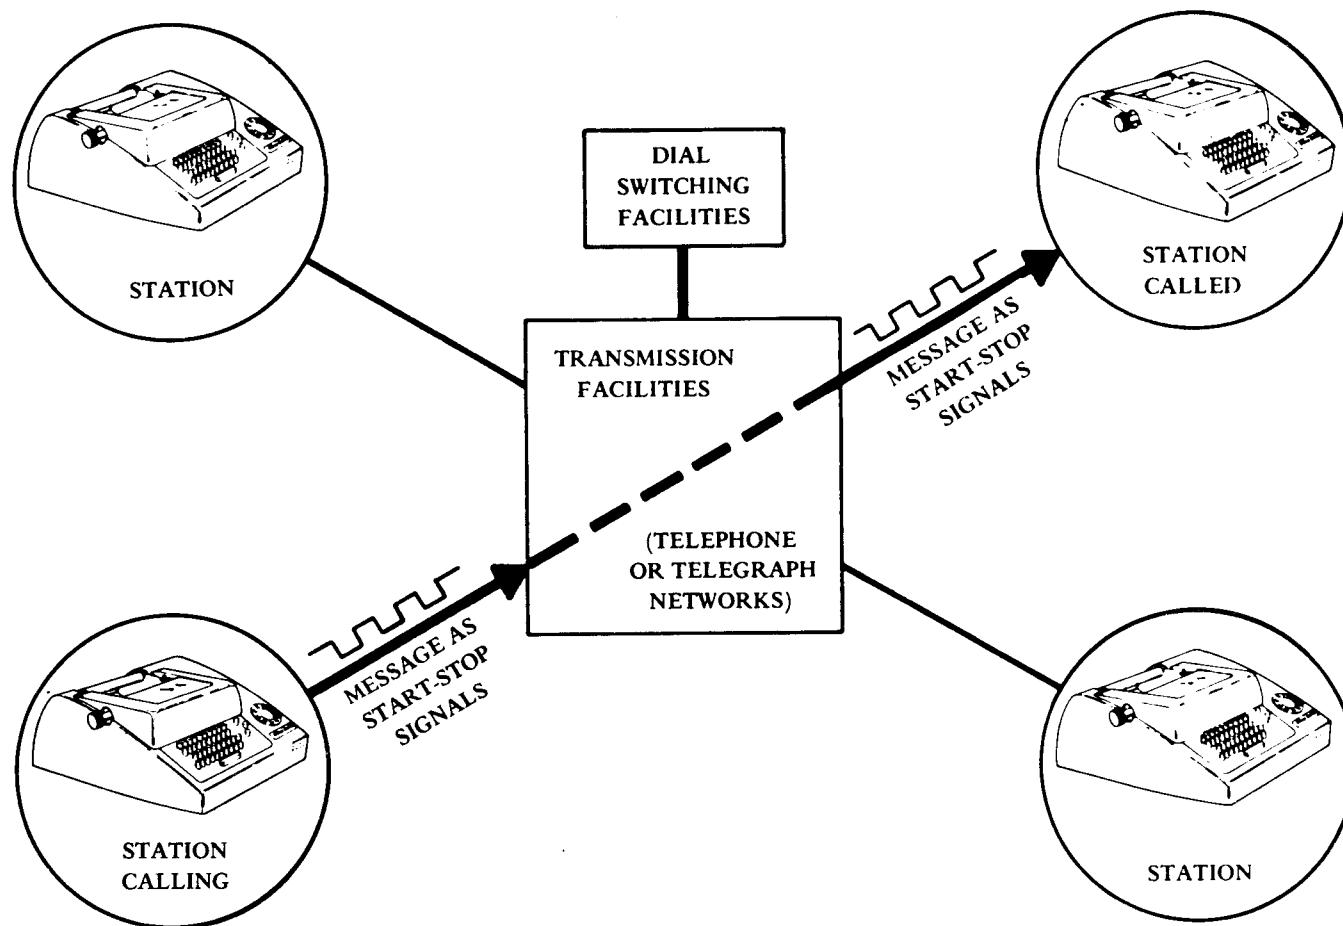 STATION
DIAL
SWITCHING
FACILITIES
STATION
CALLED
TRANSMISSION
FACILITIES
MESSAGE AS
START-STOP
SIGNALS
(TELEPHONE
OR TELEGRAPH
NETWORKS)
MESSAGE AS
START-STOP
SIGNALS
STATION
CALLING
STATION